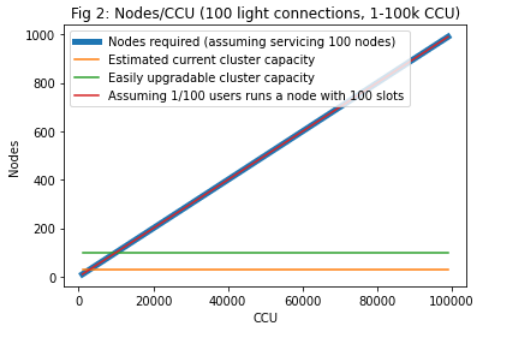 Fig 2: Nodes/CCU (100 light connections, 1-100k CCU)
Nodes required (assuming servicing 100 nodes)
Estimated current cluster capacity
Easily upgradable cluster capacity
Assuming 1/100 users runs a node with 100 slots
1000
800
600
400
200
0
Nodes
0 20000 40000 60000 80000 100000
CCU